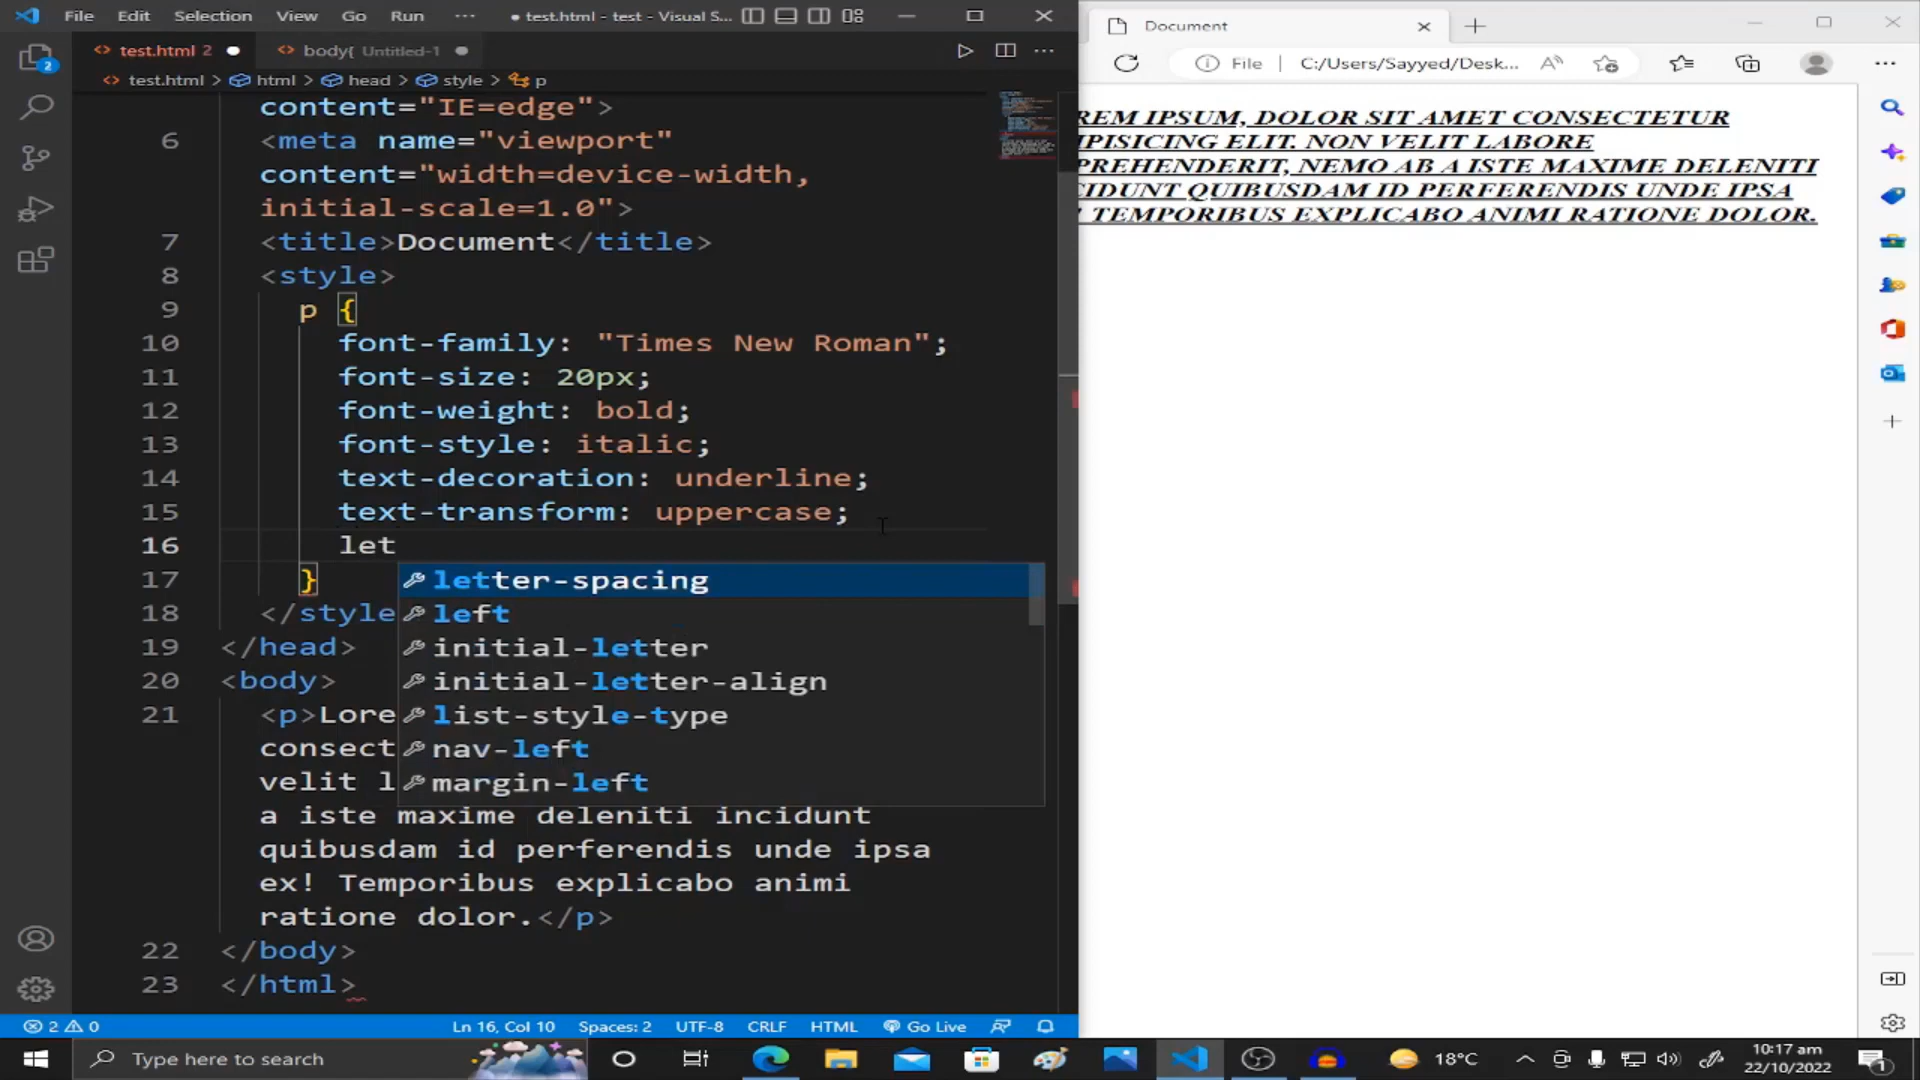 File Edit Selection View Go Run ··· ● test.html - test - Visual S...
test.html 2 ● body{ Untitled-1 ●
test.html > html > head > style > p
content="IE=edge">
6 <meta name="viewport"
content="width=device-width,
initial-scale=1.0">
7 <title>Document</title>
8 <style>
9 p {
10 font-family: "Times New Roman";
11 font-size: 20px;
12 font-weight: bold;
13 font-style: italic;
14 text-decoration: underline;
15 text-transform: uppercase;
16 let
17 }
18 </style
19 </head>
20 <body>
21 <p>Lore
consect
velit l
a iste maxime deleniti incidunt
quibusdam id perferendis unde ipsa
ex! Temporibus explicabo animi
ratione dolor.</p>
22 </body>
23 </html>
letter-spacing
left
initial-letter
initial-letter-align
list-style-type
nav-left
margin-left
2 0 Ln 16, Col 10 Spaces: 2 UTF-8 CRLF HTML Go Live
2
Document
File C:/Users/Sayyed/Desk... A
REM IPSUM, DOLOR SIT AMET CONSECTETUR
IPISICING ELIT. NON VELIT LABORE
PREHENDERIT, NEMO AB A ISTE MAXIME DELENITI
CIDUNT QUIBUSDAM ID PERFERENDIS UNDE IPSA
TEMPORIBUS EXPLICABO ANIMI RATIONE DOLOR.
Type here to search
18°C
10:17 am
22/10/2022
1